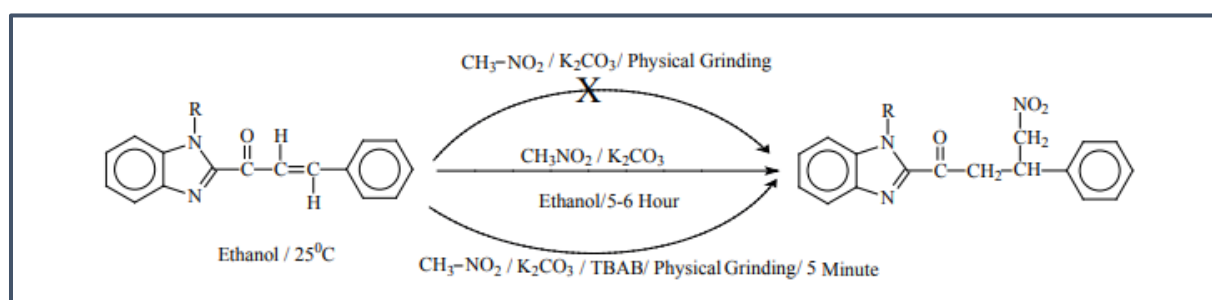 CH₃−NO₂ / K₂CO₃/ Physical Grinding
X
R
N
N
O
C
H
C=C
H
CH₃NO₂ / K₂CO₃
Ethanol/5-6 Hour
Ethanol / 25⁰C
CH₃−NO₂ / K₂CO₃ / TBAB/ Physical Grinding/ 5 Minute
R
N
N
O
C
NO₂
CH₂
CH₂
CH